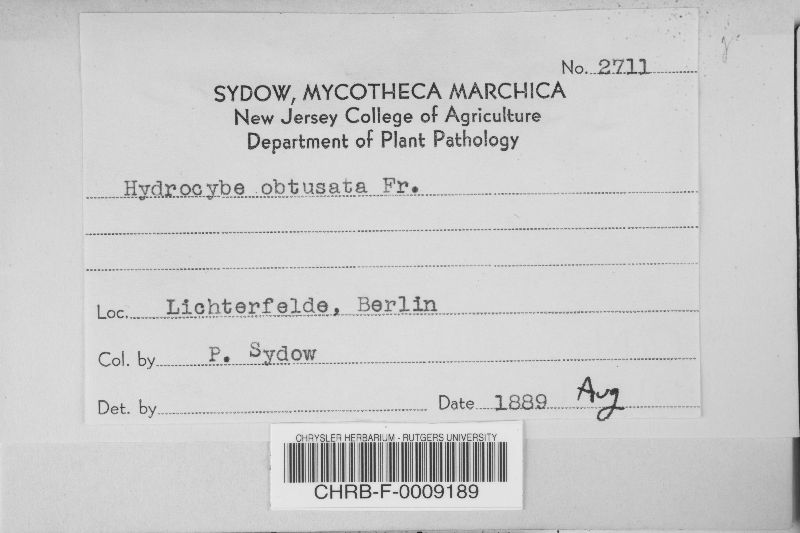 No. 2711
SYDOW, MYCOTHECA MARCHICA
New Jersey College of Agriculture
Department of Plant Pathology
Hydrocybe obtusata Fr.
Loc. Lichterfelde, Berlin
Col. by P. Sydow
Det. by
Date 1889 Aug
CHRYSLER HERBARIUM - RUTGERS UNIVERSITY
CHRB-F-0009189